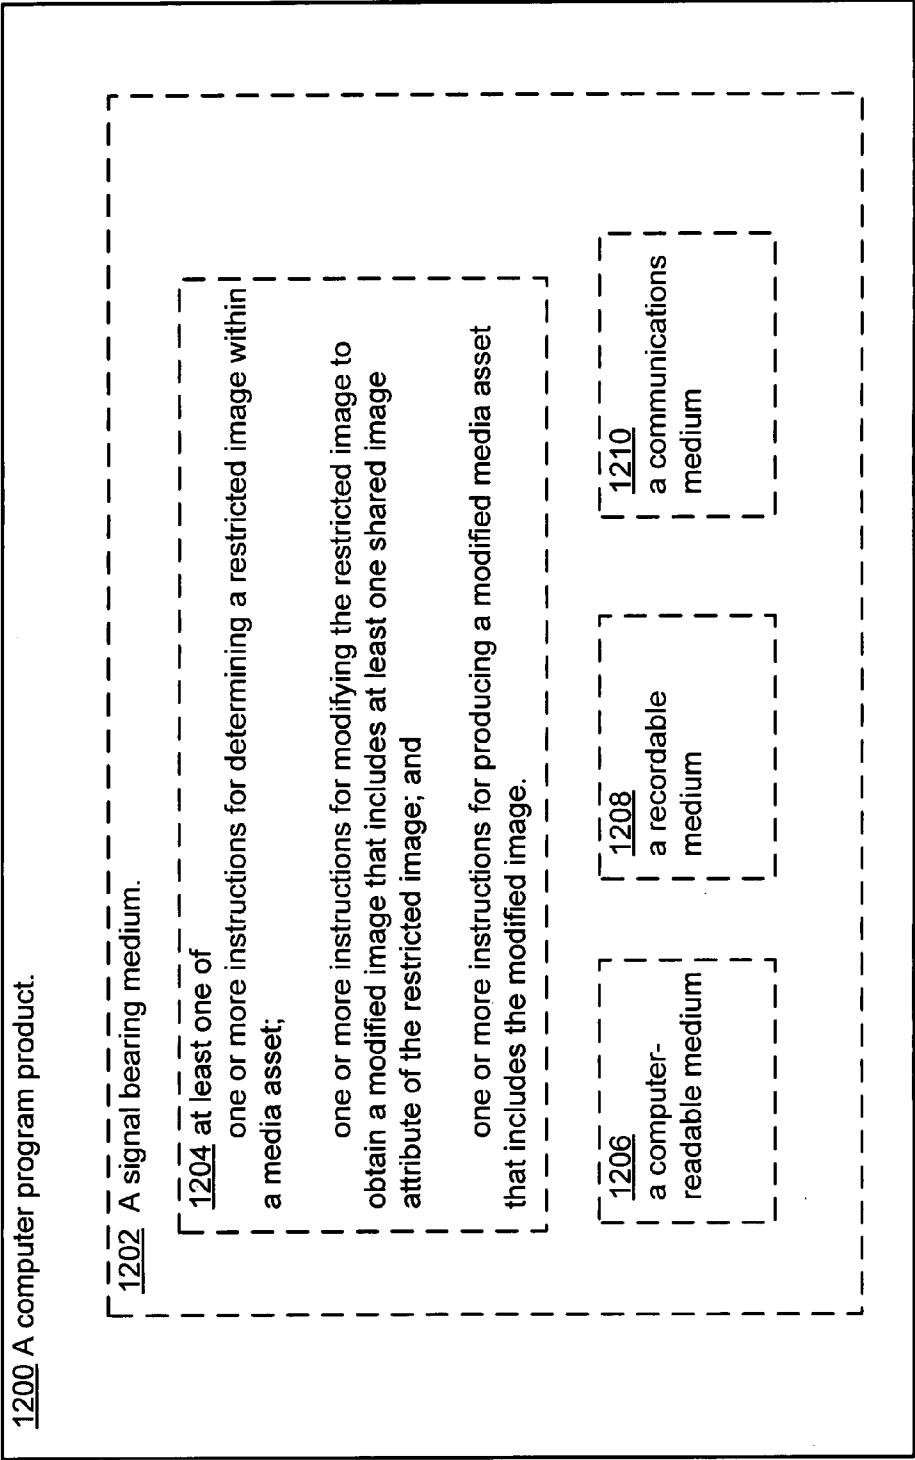 1200 A computer program product.
1202 A signal bearing medium.
1204 at least one of
one or more instructions for determining a restricted image within
a media asset;
one or more instructions for modifying the restricted image to
obtain a modified image that includes at least one shared image
attribute of the restricted image; and
one or more instructions for producing a modified media asset
that includes the modified image.
1206
a computer-
readable medium
1208
a recordable
medium
1210
a communications
medium